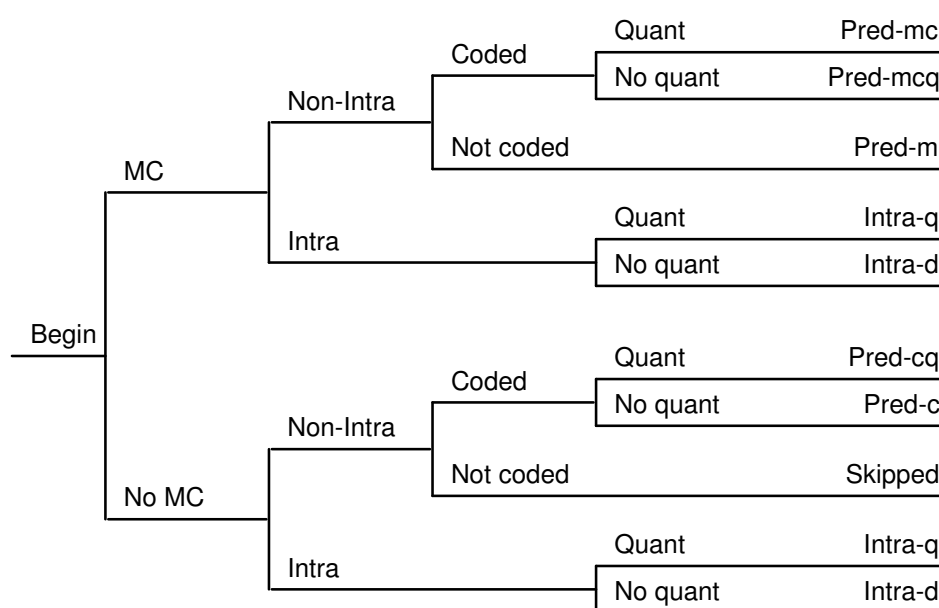 Quant Pred-mc
Coded
No quant Pred-mcq
Non-Intra
Not coded Pred-m
MC
Quant Intra-q
Intra
No quant Intra-d
Begin
Quant Pred-cq
Coded
No quant Pred-c
Non-Intra
Not coded Skipped
No MC
Quant Intra-q
Intra
No quant Intra-d